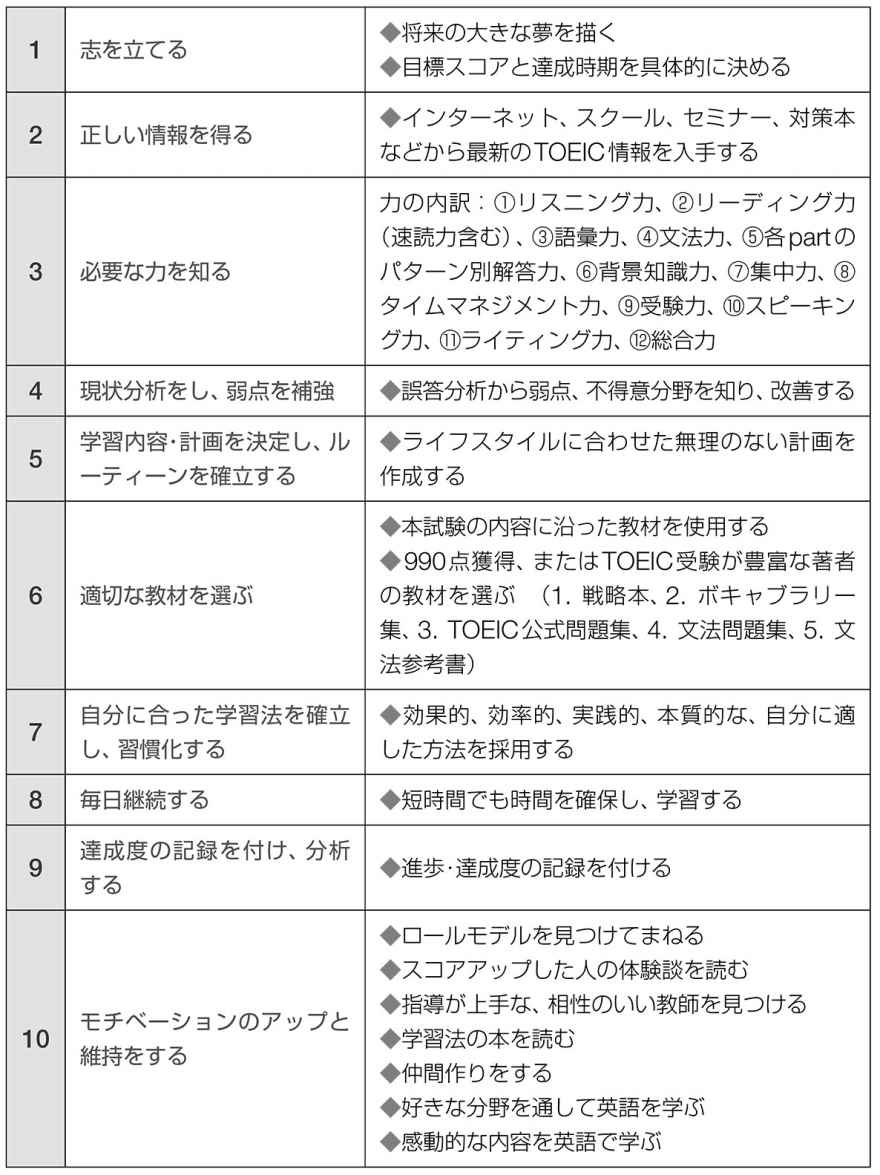 1
志を立てる
◆将来の大きな夢を描く
◆目標スコアと達成時期を具体的に決める
2
正しい情報を得る
◆インターネット、スクール、セミナー、対策本
などから最新のTOEIC情報を入手する
3
必要な力を知る
力の内訳：①リスニング力、②リーディング力
（速読力含む）、③語彙力、④文法力、⑤各partの
パターン別解答力、⑥背景知識力、⑦集中力、⑧
タイムマネジメント力、⑨受験力、⑩スピーキン
グ力、⑪ライティング力、⑫総合力
4
現状分析をし、弱点を補強
◆誤答分析から弱点、不得意分野を知り、改善する
5
学習内容・計画を決定し、ル
ーティーンを確立する
◆ライフスタイルに合わせた無理のない計画を
作成する
6
適切な教材を選ぶ
◆本試験の内容に沿った教材を使用する
◆990点獲得、またはTOEIC受験が豊富な著者
の教材を選ぶ （1. 戦略本、2. ボキャブラリー
集、3. TOEIC公式問題集、4. 文法問題集、5. 文
法参考書）
7
自分に合った学習法を確立
し、習慣化する
◆効果的、効率的、実践的、本質的な、自分に適
した方法を採用する
8
毎日継続する
◆短時間でも時間を確保し、学習する
9
達成度の記録を付け、分析
する
◆進歩・達成度の記録を付ける
10
モチベーションのアップと
維持をする
◆ロールモデルを見つけてまねる
◆スコアアップした人の体験談を読む
◆指導が上手な、相性のいい教師を見つける
◆学習法の本を読む
◆仲間作りをする
◆好きな分野を通して英語を学ぶ
◆感動的な内容を英語で学ぶ